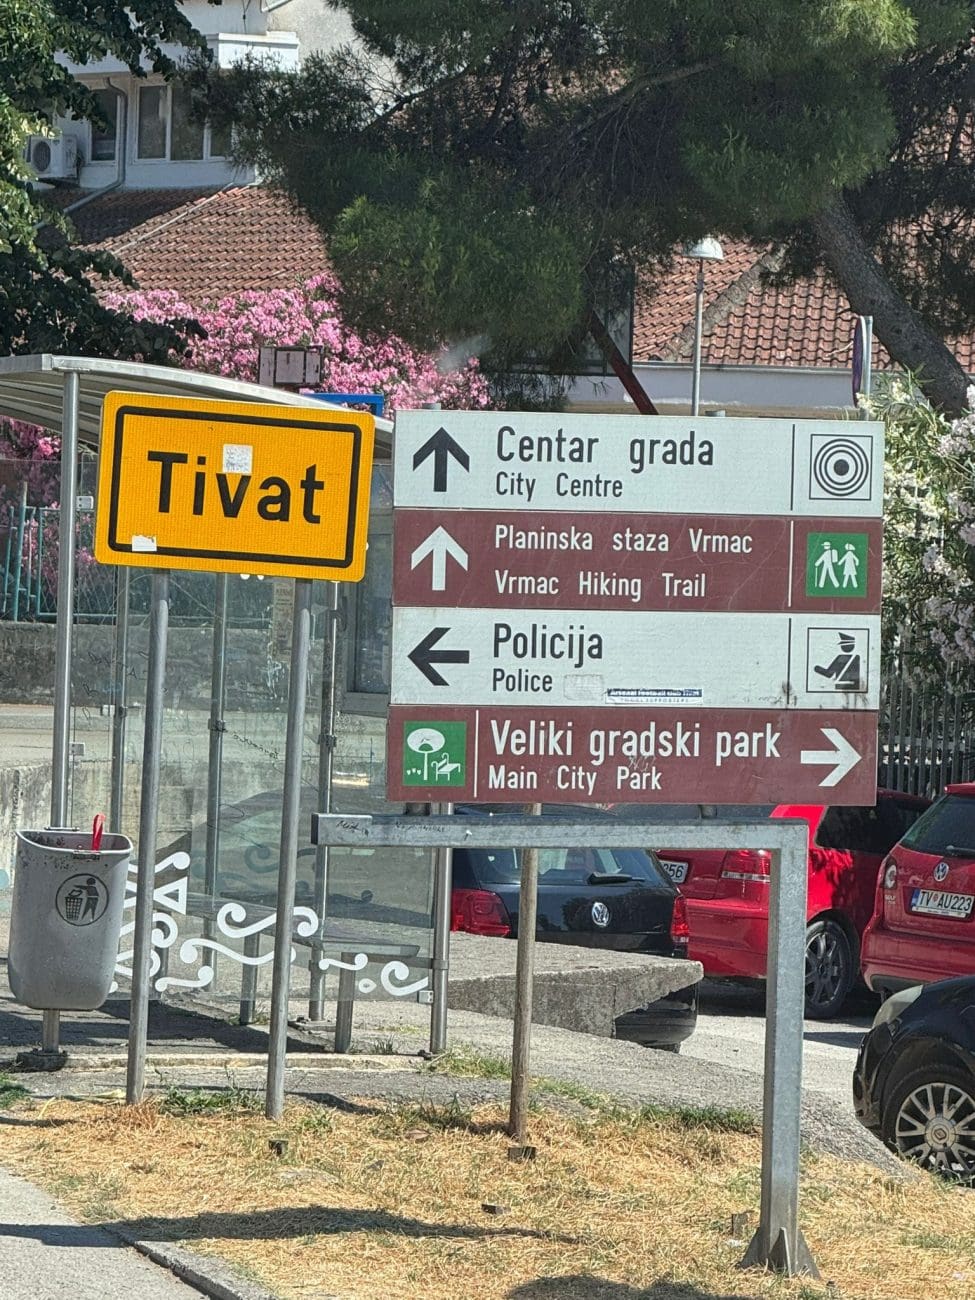 Tivat
Centar grada
City Centre
Planinska staza Vrmac
Vrmac Hiking Trail
Policija
Police
Veliki gradski park
Main City Park
TV AU223